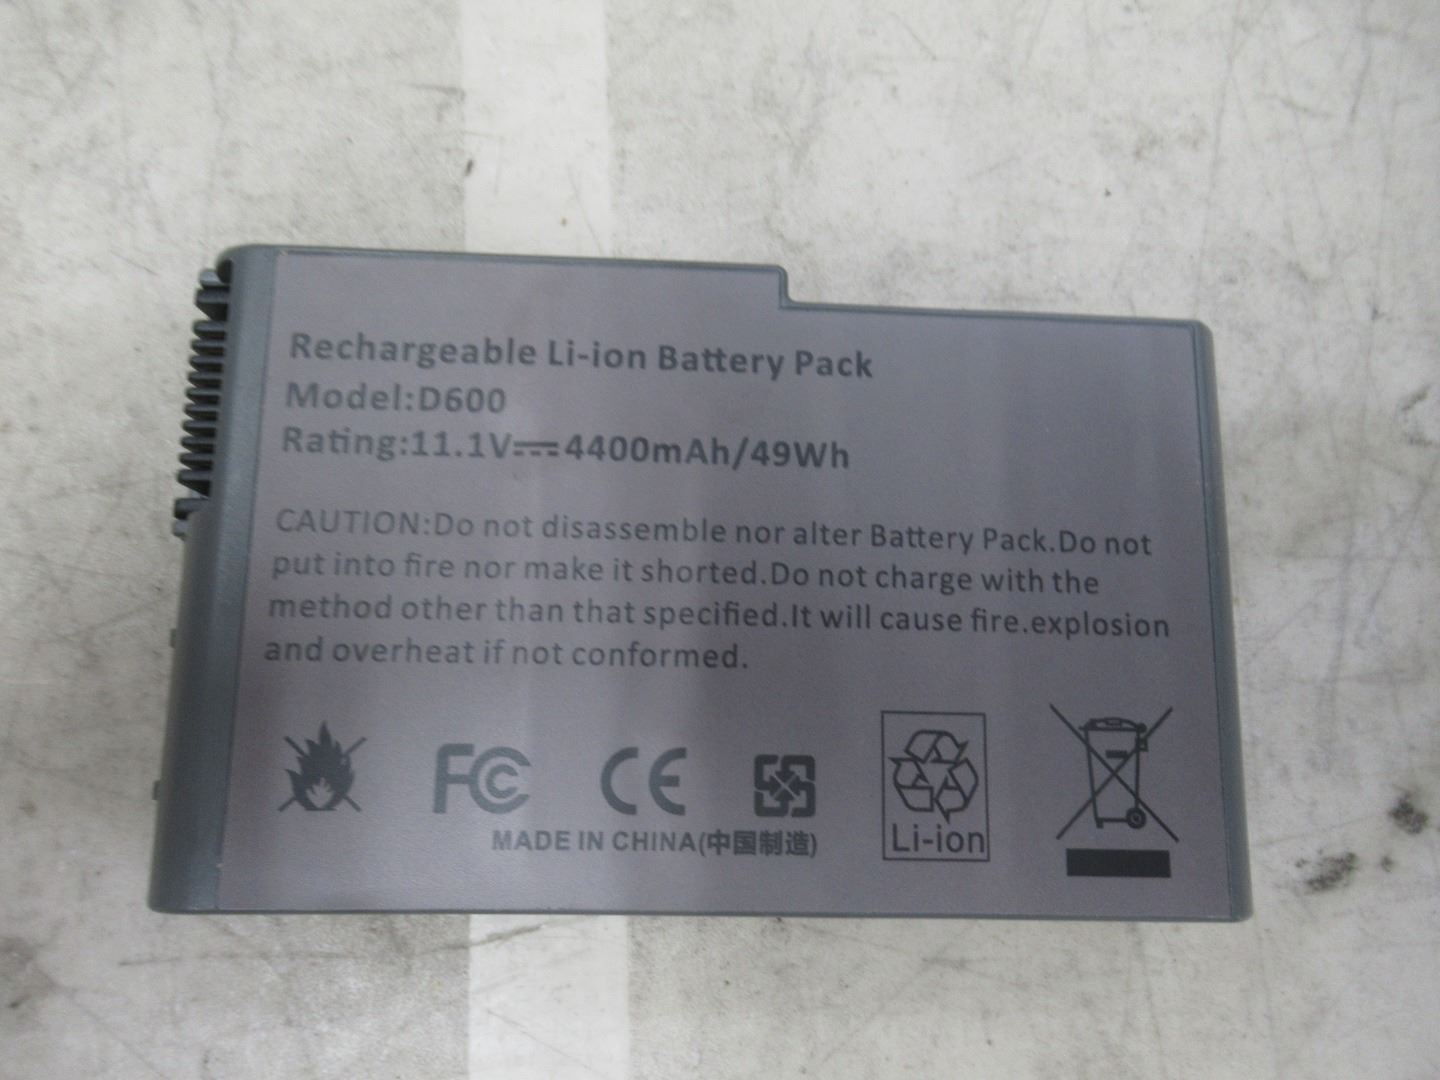 Rechargeable Li-ion Battery Pack
Model:D600
Rating:11.1V⎓4400mAh/49Wh
CAUTION:Do not disassemble nor alter Battery Pack.Do not
put into fire nor make it shorted.Do not charge with the
method other than that specified.It will cause fire.explosion
and overheat if not conformed.
FC CE
Li-ion
MADE IN CHINA(中国制造)